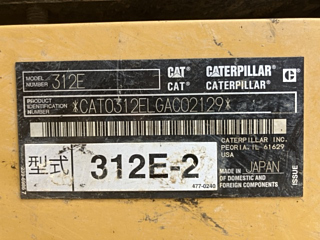 MODEL NUMBER 312E CAT CATERPILLAR
CAT CATERPILLAR
PRODUCT IDENTIFICATION NUMBER *CAT0312ELGAC02129*
CATERPILLAR INC.
PEORIA, IL 61629
USA
型式 312E-2
MADE IN JAPAN
OF DOMESTIC AND
FOREIGN COMPONENTS
477-0240
ISSUE